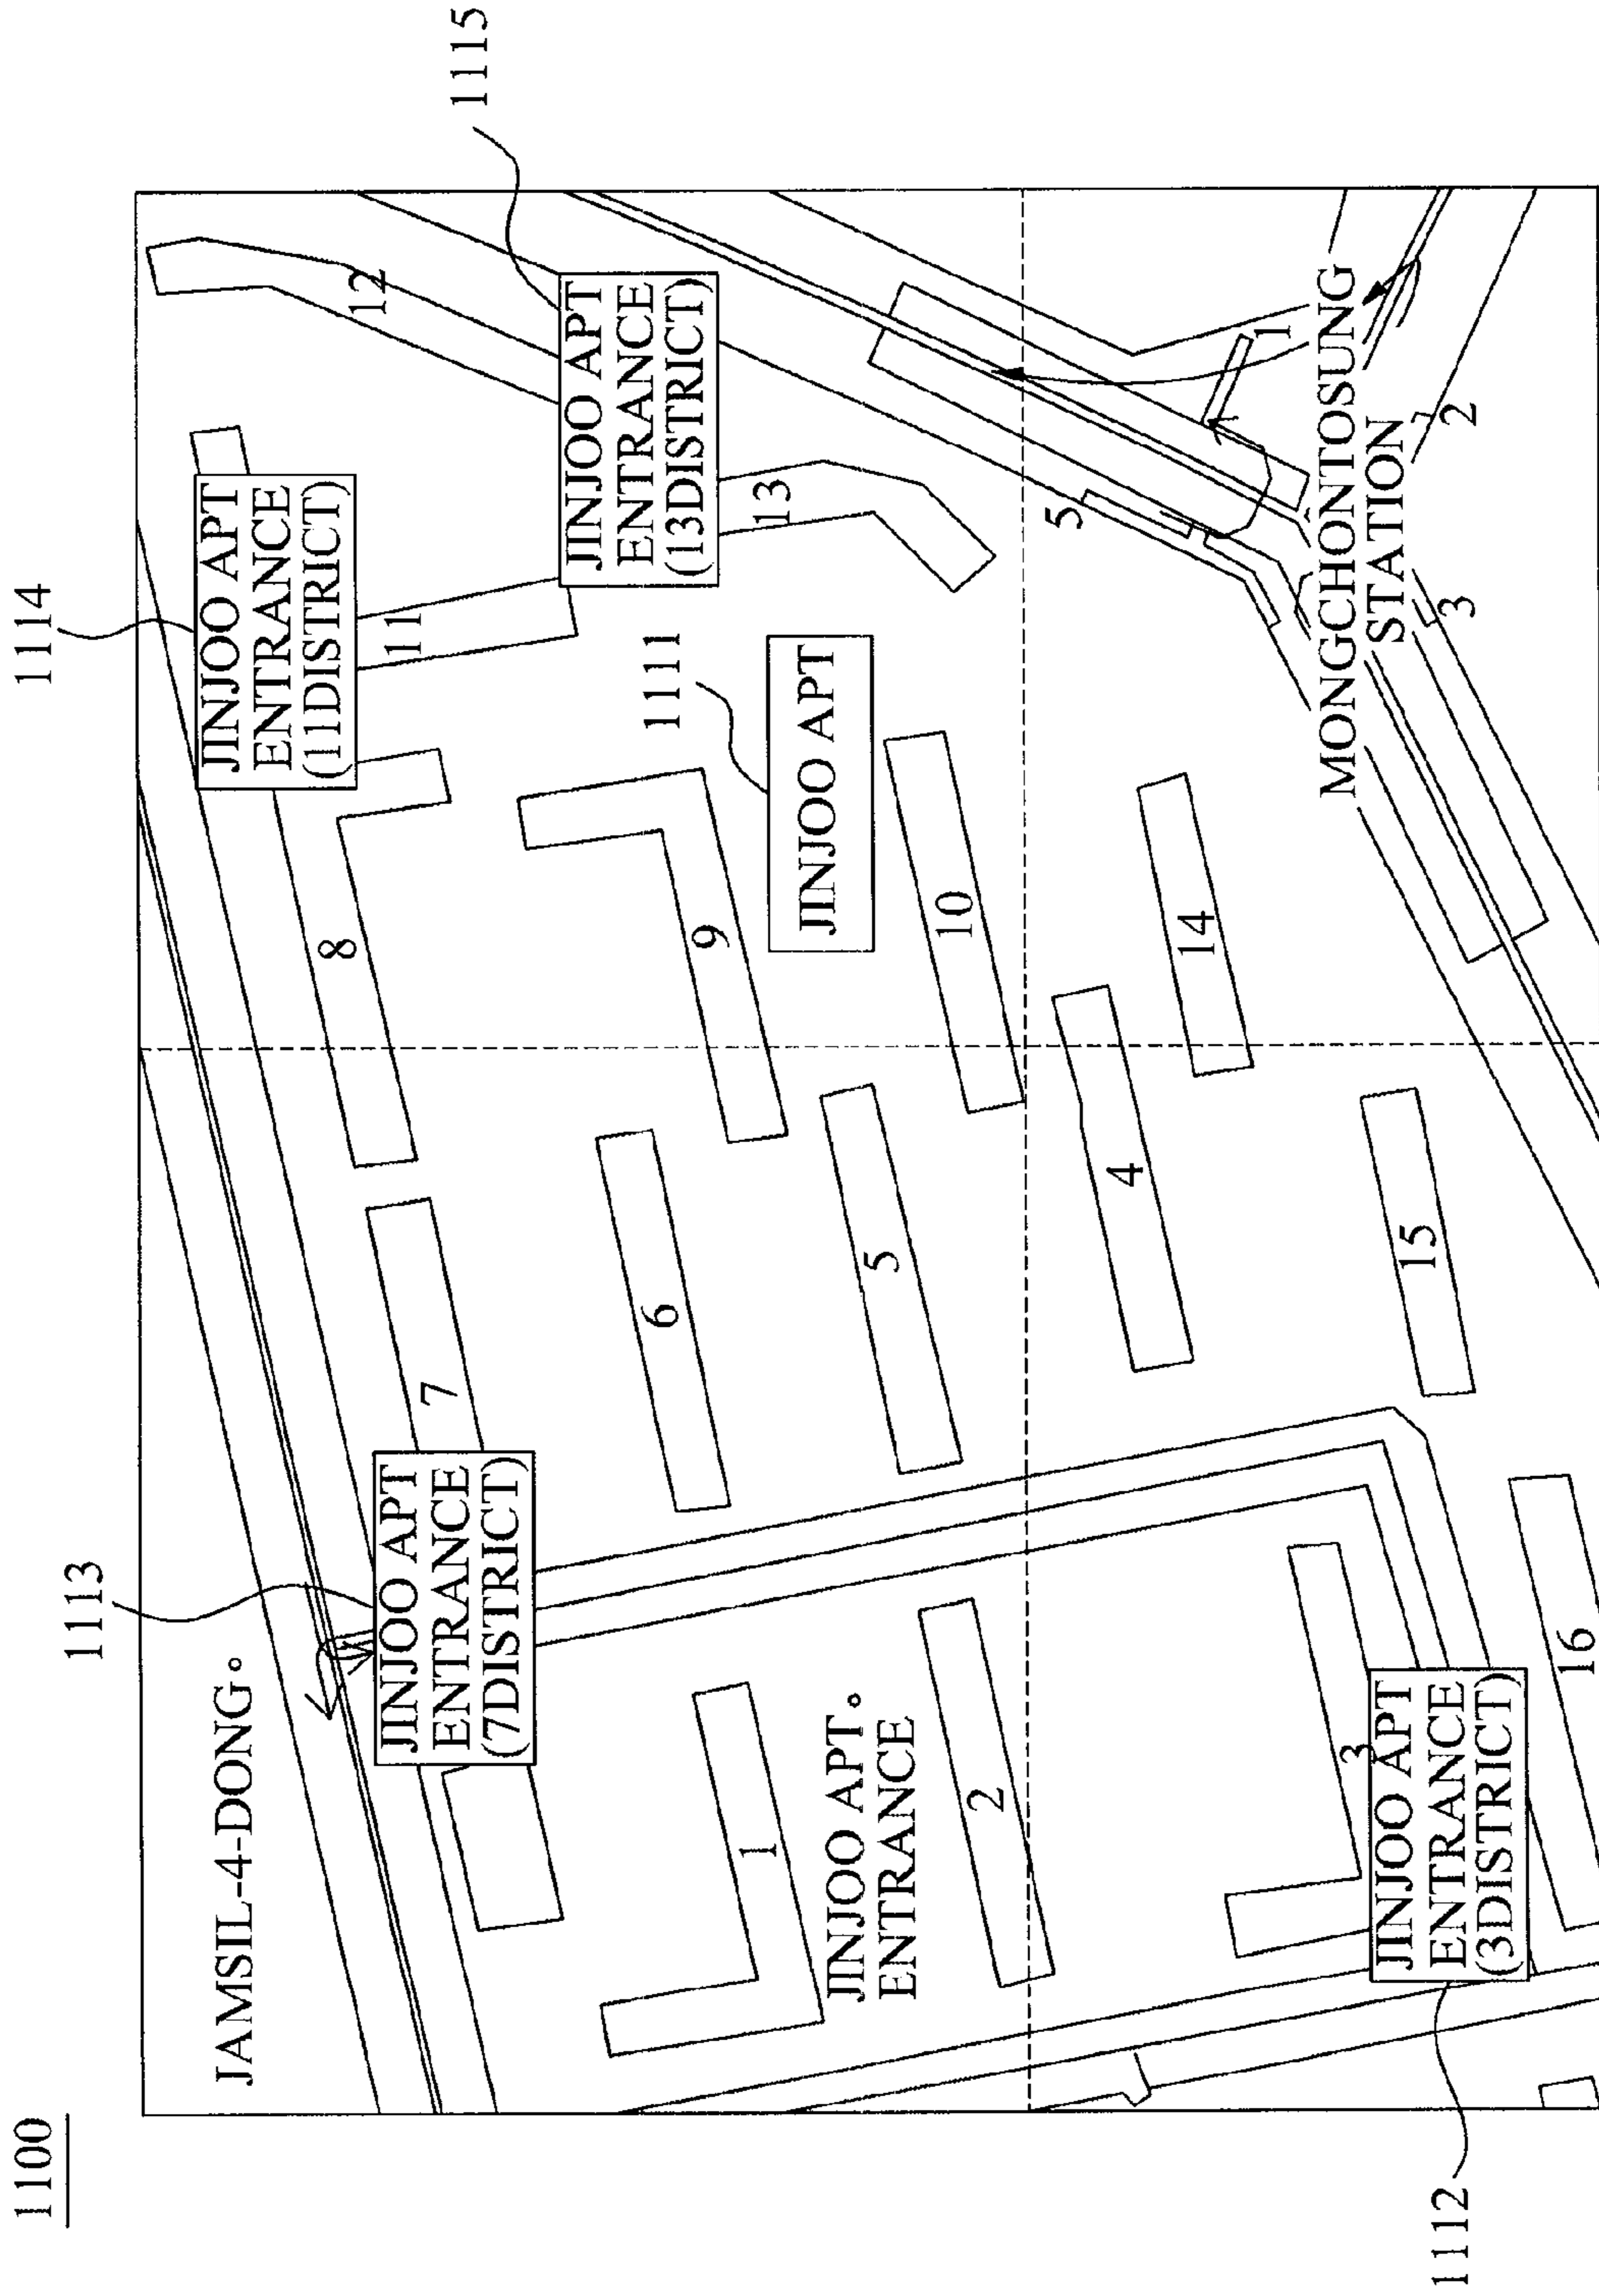 1100
1113
1114
1115
JAMSIL-4-DONG
JINJOO APT
ENTRANCE
(11DISTRICT)
8
12
JINJOO APT
ENTRANCE
(7DISTRICT)
7
11
JINJOO APT
ENTRANCE
(13DISTRICT)
6
1111
9
1
13
JINJOO APT
JINJOO APT.
ENTRANCE
5
10
2
5
4
14
1
MONGCHONTOSUNG
STATION
3
JINJOO APT
ENTRANCE
(3DISTRICT)
15
1112
3
2
16